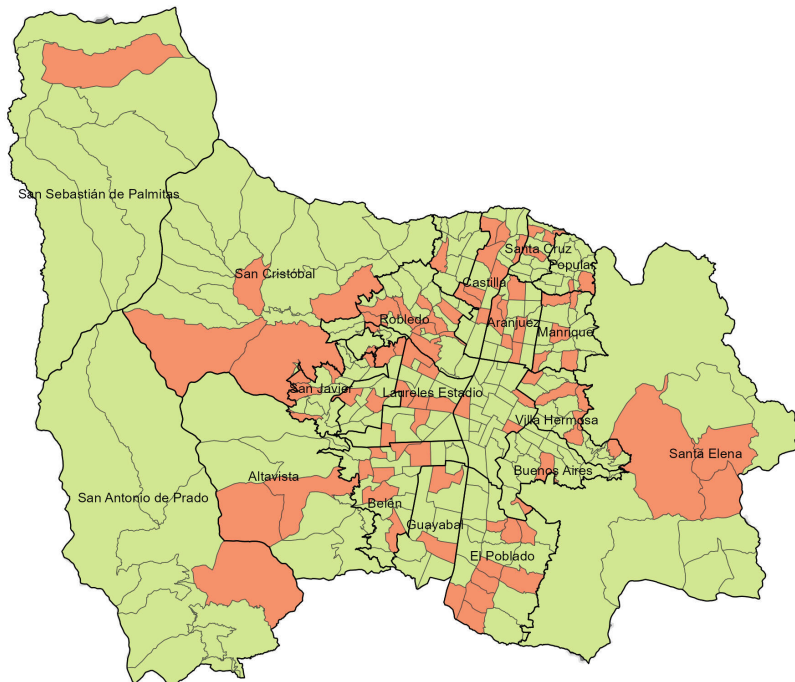 San Sebastián de Palmitas
San Cristóbal
Santa Cruz
Popular
Castilla
Robledo
Aranjuez
Manrique
San Javier
Laureles Estadio
Villa Hermosa
Santa Elena
Buenos Aires
Altavista
San Antonio de Prado
Belén
Guayabal
El Poblado